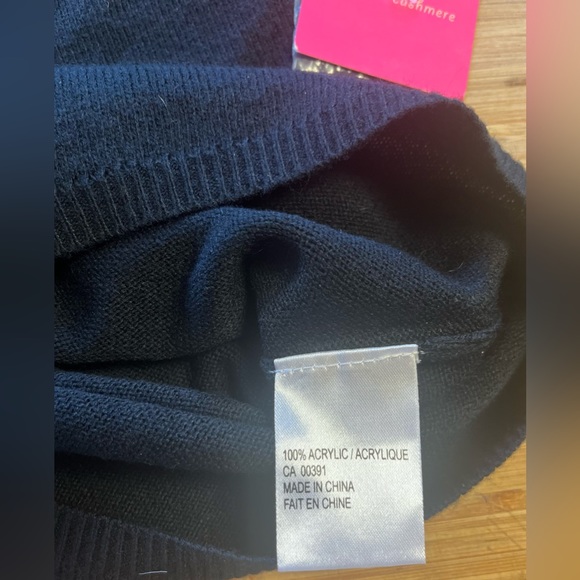 cashmere
100% ACRYLIC / ACRYLIQUE
CA 00391
MADE IN CHINA
FAIT EN CHINE